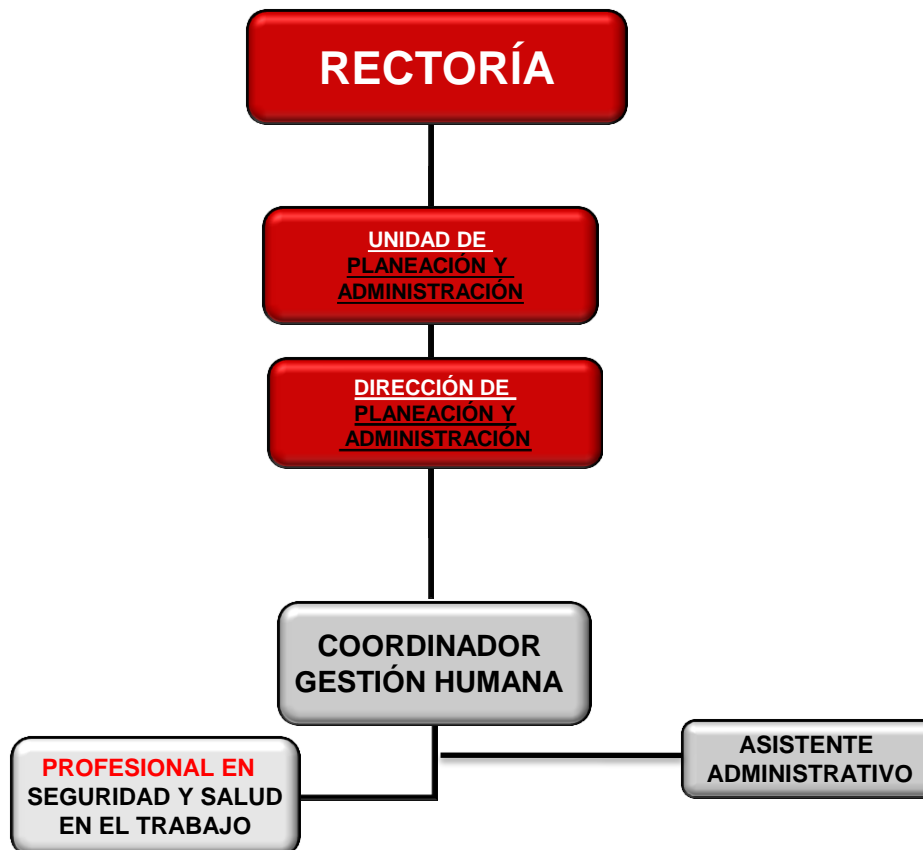 RECTORÍA
UNIDAD DE
PLANEACIÓN Y
ADMINISTRACIÓN
DIRECCIÓN DE
PLANEACIÓN Y
ADMINISTRACIÓN
COORDINADOR
GESTIÓN HUMANA
PROFESIONAL EN
SEGURIDAD Y SALUD
EN EL TRABAJO
ASISTENTE
ADMINISTRATIVO